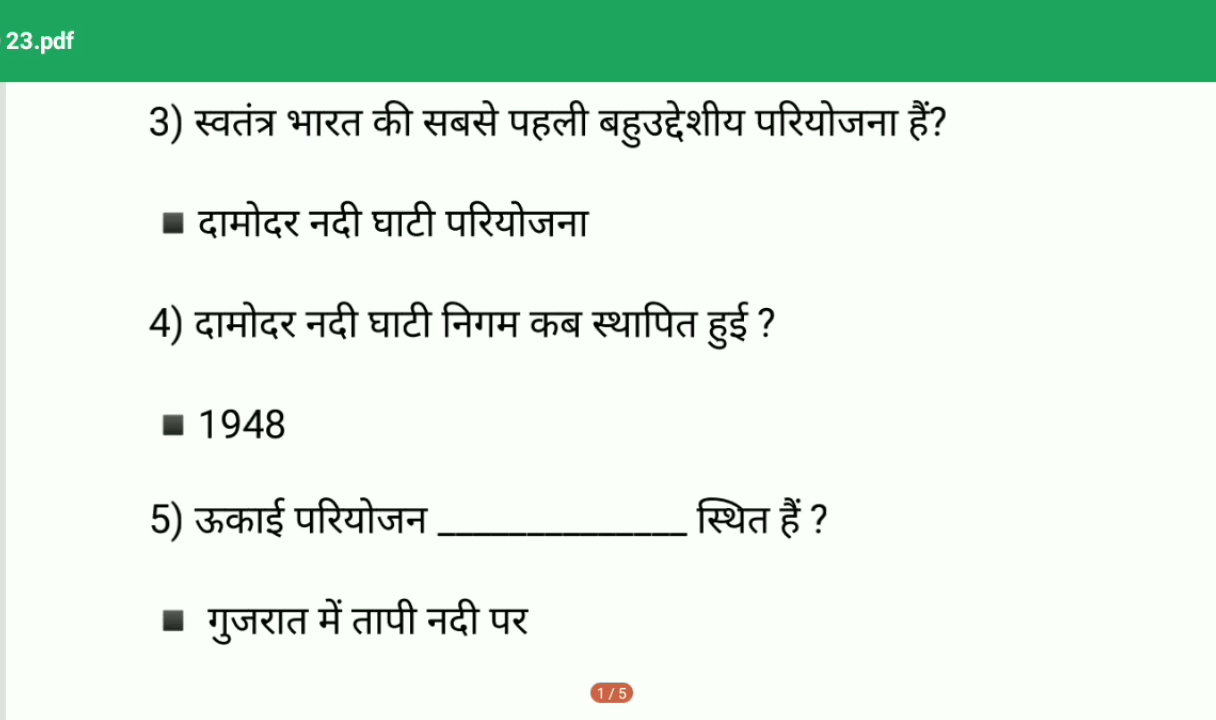 23.pdf
3) स्वतंत्र भारत की सबसे पहली बहुउद्देशीय परियोजना हैं?
▪ दामोदर नदी घाटी परियोजना
4) दामोदर नदी घाटी निगम कब स्थापित हुई ?
▪ 1948
5) ऊकाई परियोजन ______________ स्थित हैं ?
▪ गुजरात में तापी नदी पर
1 / 5